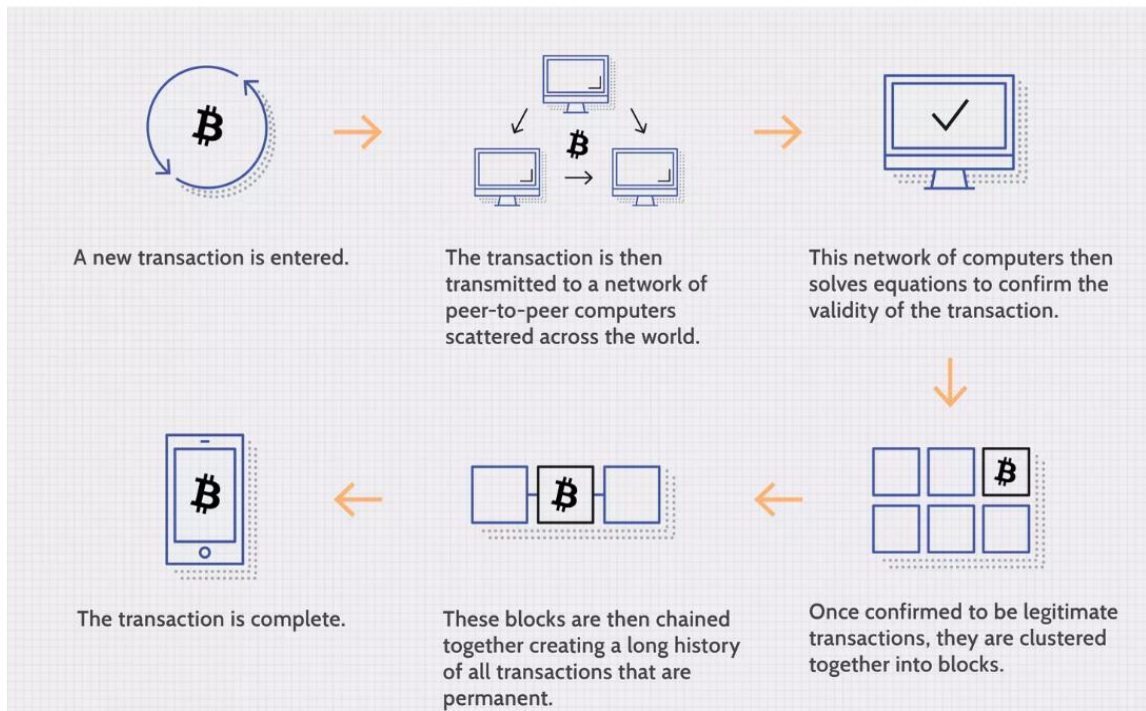 A new transaction is entered.
The transaction is then
transmitted to a network of
peer-to-peer computers
scattered across the world.
This network of computers then
solves equations to confirm the
validity of the transaction.
Once confirmed to be legitimate
transactions, they are clustered
together into blocks.
These blocks are then chained
together creating a long history
of all transactions that are
permanent.
The transaction is complete.